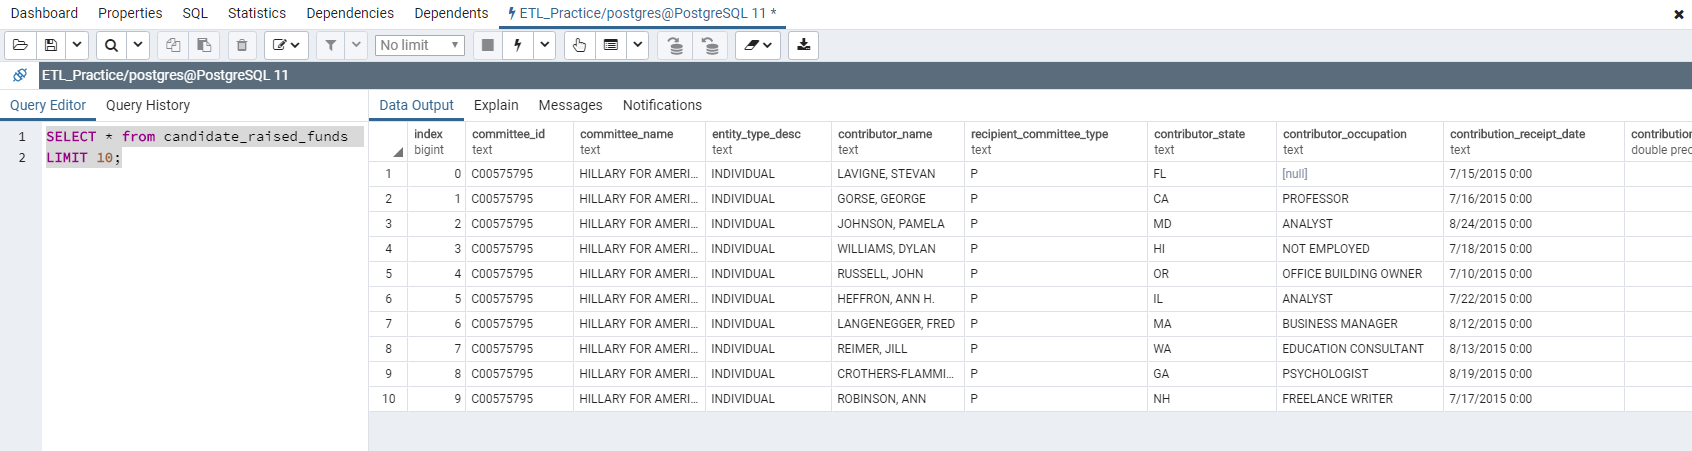 Dashboard Properties SQL Statistics Dependencies Dependents ETL_Practice/postgres@PostgreSQL 11 *
No limit
ETL_Practice/postgres@PostgreSQL 11
Query Editor Query History
1 SELECT * from candidate_raised_funds
2 LIMIT 10;
Data Output Explain Messages Notifications
index committee_id committee_name entity_type_desc contributor_name recipient_committee_type contributor_state contributor_occupation contribution_receipt_date contribution
bigint text text text text text text text text double prec
1 0 C00575795 HILLARY FOR AMERI... INDIVIDUAL LAVIGNE, STEVAN P FL [null] 7/15/2015 0:00
2 1 C00575795 HILLARY FOR AMERI... INDIVIDUAL GORSE, GEORGE P CA PROFESSOR 7/16/2015 0:00
3 2 C00575795 HILLARY FOR AMERI... INDIVIDUAL JOHNSON, PAMELA P MD ANALYST 8/24/2015 0:00
4 3 C00575795 HILLARY FOR AMERI... INDIVIDUAL WILLIAMS, DYLAN P HI NOT EMPLOYED 7/18/2015 0:00
5 4 C00575795 HILLARY FOR AMERI... INDIVIDUAL RUSSELL, JOHN P OR OFFICE BUILDING OWNER 7/10/2015 0:00
6 5 C00575795 HILLARY FOR AMERI... INDIVIDUAL HEFFRON, ANN H. P IL ANALYST 7/22/2015 0:00
7 6 C00575795 HILLARY FOR AMERI... INDIVIDUAL LANGENEGGER, FRED P MA BUSINESS MANAGER 8/12/2015 0:00
8 7 C00575795 HILLARY FOR AMERI... INDIVIDUAL REIMER, JILL P WA EDUCATION CONSULTANT 8/13/2015 0:00
9 8 C00575795 HILLARY FOR AMERI... INDIVIDUAL CROTHERS-FLAMMI... P GA PSYCHOLOGIST 8/19/2015 0:00
10 9 C00575795 HILLARY FOR AMERI... INDIVIDUAL ROBINSON, ANN P NH FREELANCE WRITER 7/17/2015 0:00